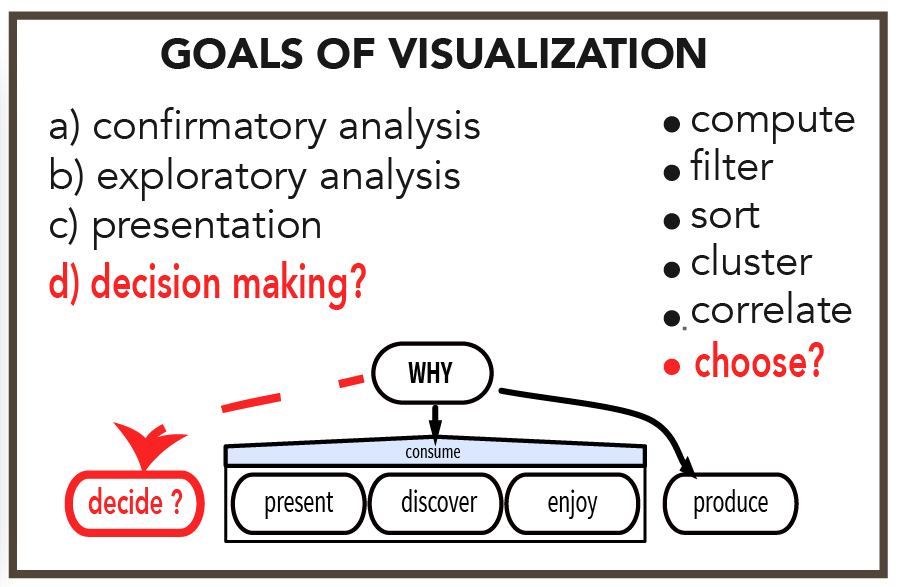 GOALS OF VISUALIZATION
a) confirmatory analysis
b) exploratory analysis
c) presentation
d) decision making?
• compute
• filter
• sort
• cluster
• correlate
• choose?
WHY
consume
decide ?
present
discover
enjoy
produce